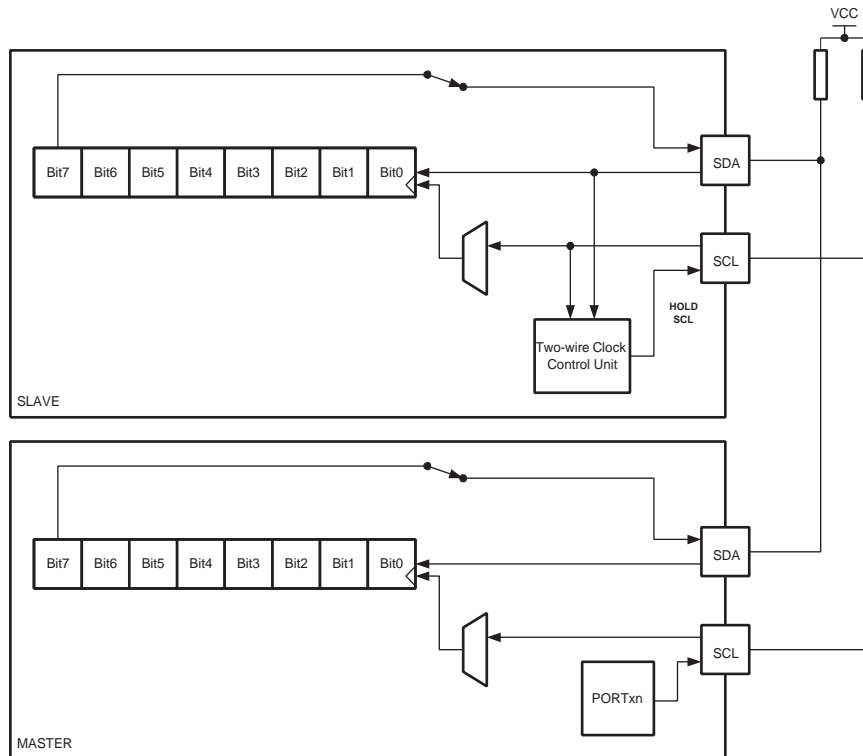 VCC
Bit7 Bit6 Bit5 Bit4 Bit3 Bit2 Bit1 Bit0
SDA
SCL
HOLD
SCL
Two-wire Clock
Control Unit
SLAVE
Bit7 Bit6 Bit5 Bit4 Bit3 Bit2 Bit1 Bit0
SDA
SCL
PORTxn
MASTER